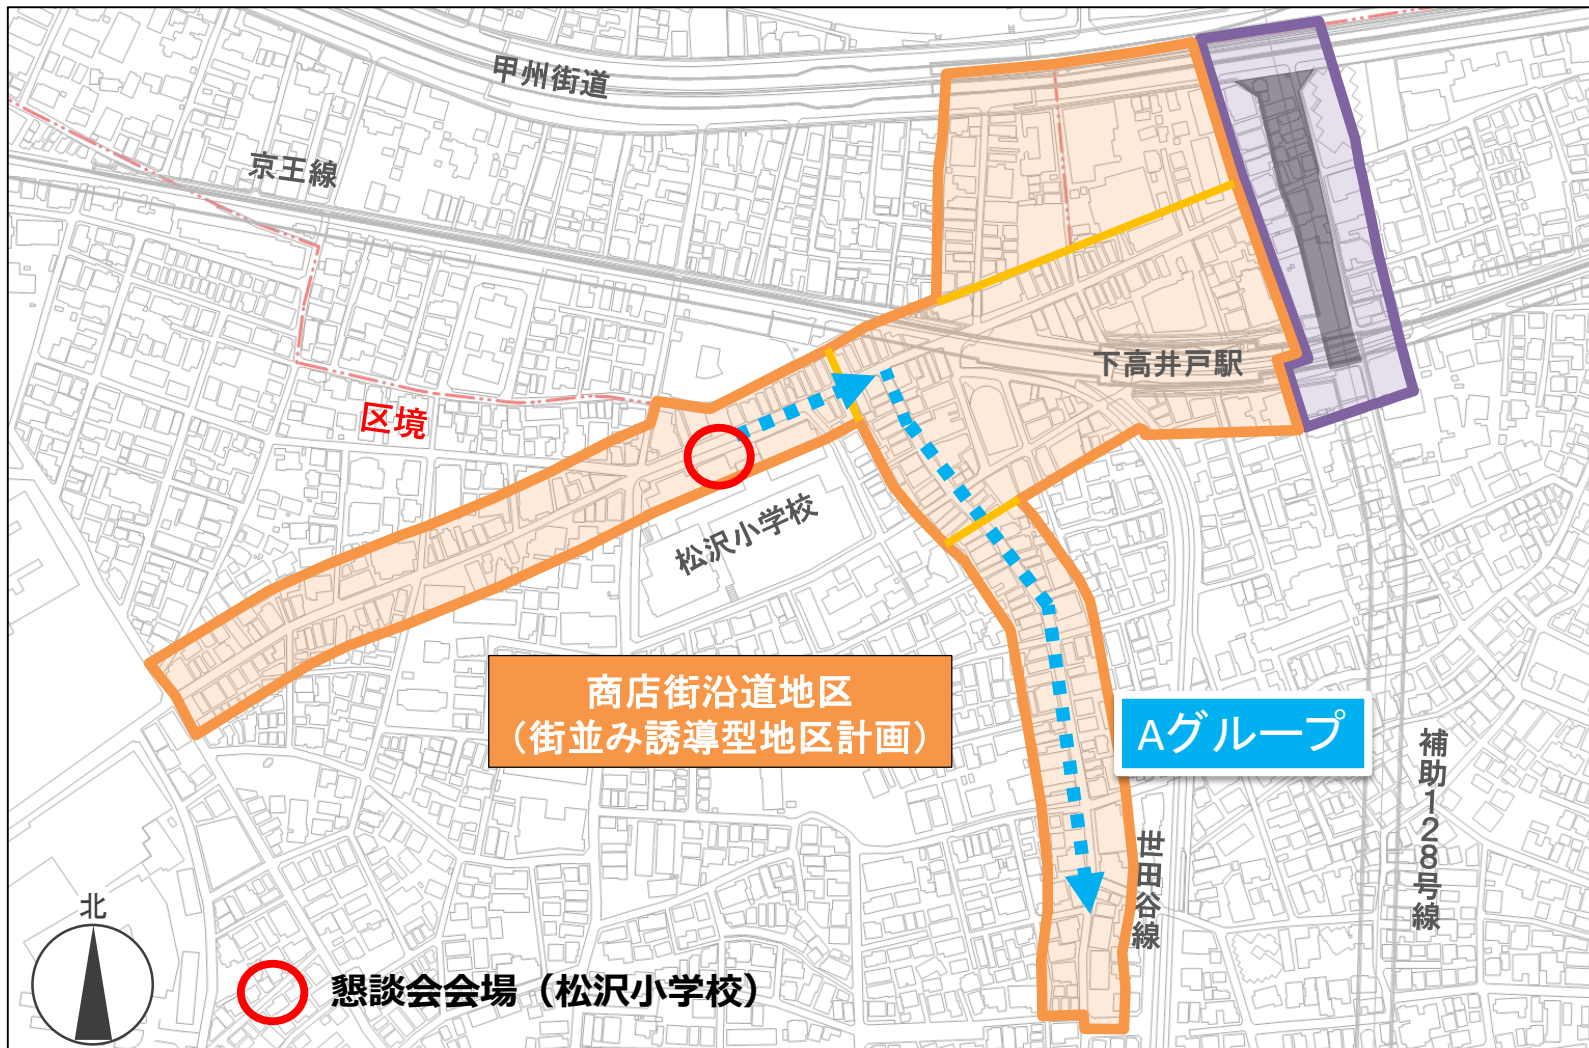 甲州街道
京王線
下高井戸駅
区境
松沢小学校
商店街沿道地区
（街並み誘導型地区計画）
Aグループ
補助128号線
世田谷線
北
懇談会会場（松沢小学校）